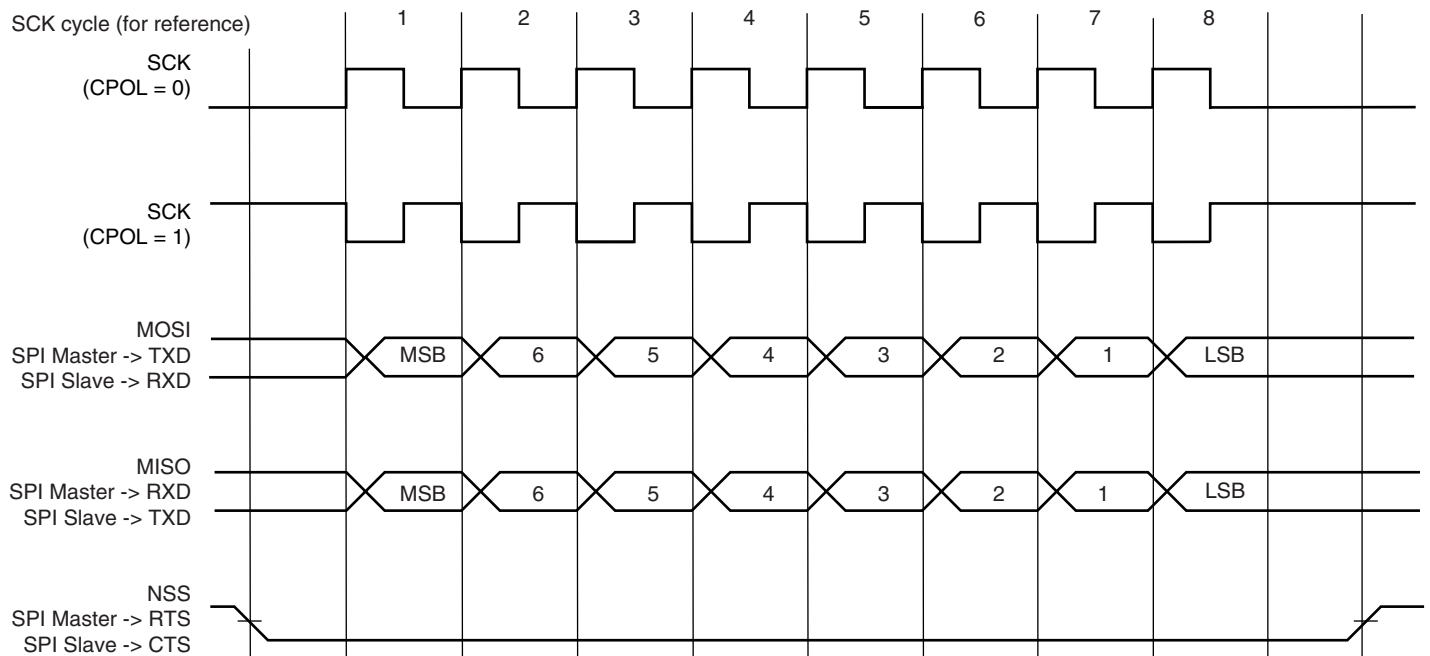 SCK cycle (for reference)
1 2 3 4 5 6 7 8
SCK
(CPOL = 0)
SCK
(CPOL = 1)
MOSI
SPI Master -> TXD
SPI Slave -> RXD
MSB 6 5 4 3 2 1 LSB
MISO
SPI Master -> RXD
SPI Slave -> TXD
MSB 6 5 4 3 2 1 LSB
NSS
SPI Master -> RTS
SPI Slave -> CTS